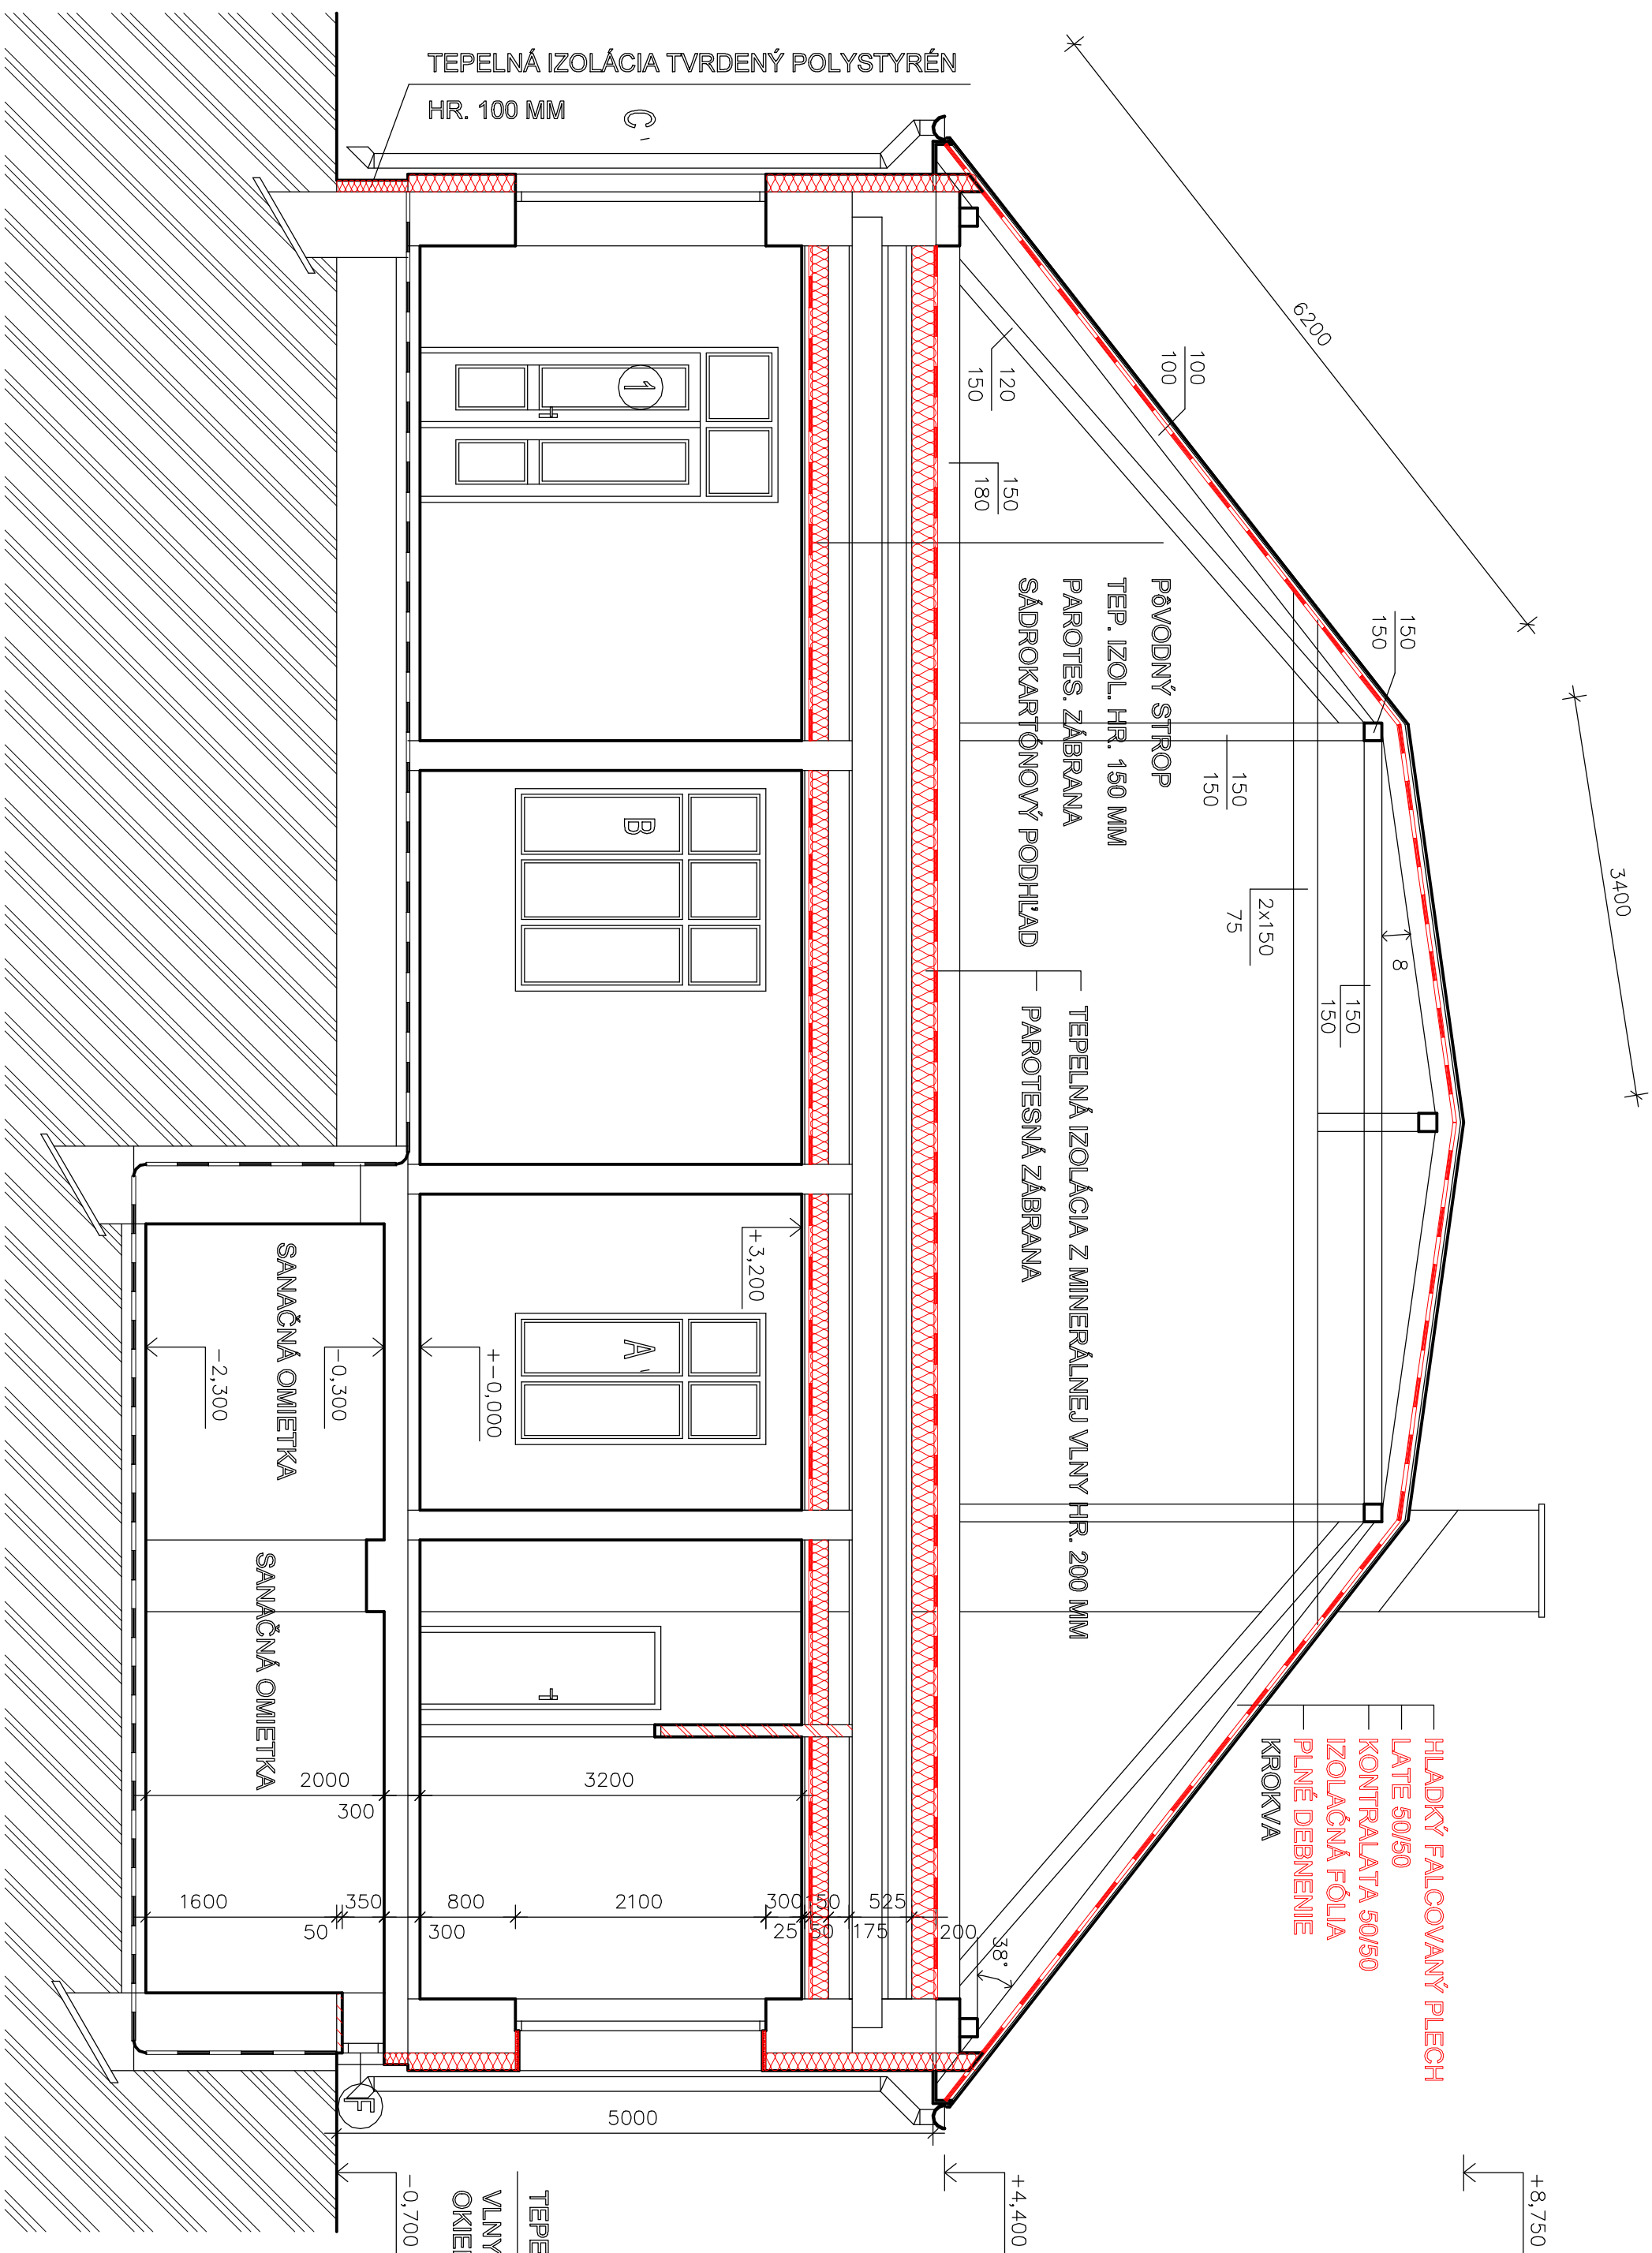 TEPELNÁ IZOLÁCIA TVRDENÝ POLYSTYRÉN
HR. 100 MM
6200
3400
100
100
120
150
150
180
150
150
150
150
2x150
75
150
150
8
PôVODNÝ STROP
TEP. IZOL. HR. 150 MM
PAROTES. ZÁBRANA
SÁDROKARTÓNOVÝ PODHĽAD
TEPELNÁ IZOLÁCIA Z MINERÁLNEJ VLNY HR. 200 MM
PAROTESNÁ ZÁBRANA
HLADKÝ FALCOVANÝ PLECH
LATE 50/50
KONTRALATA 50/50
IZOLAČNÁ FÓLIA
PLNÉ DEBNENIE
KROKVA
C'
1
B
A'
+3,200
+-0,000
-0,300
-2,300
SANAČNÁ OMIETKA
SANAČNÁ OMIETKA
2000
300
3200
1600
50
350
800
300
2100
300
25
150
50
175
525
200
38°
5000
F
+8,750
+4,400
-0,700
TEPE
VLNY